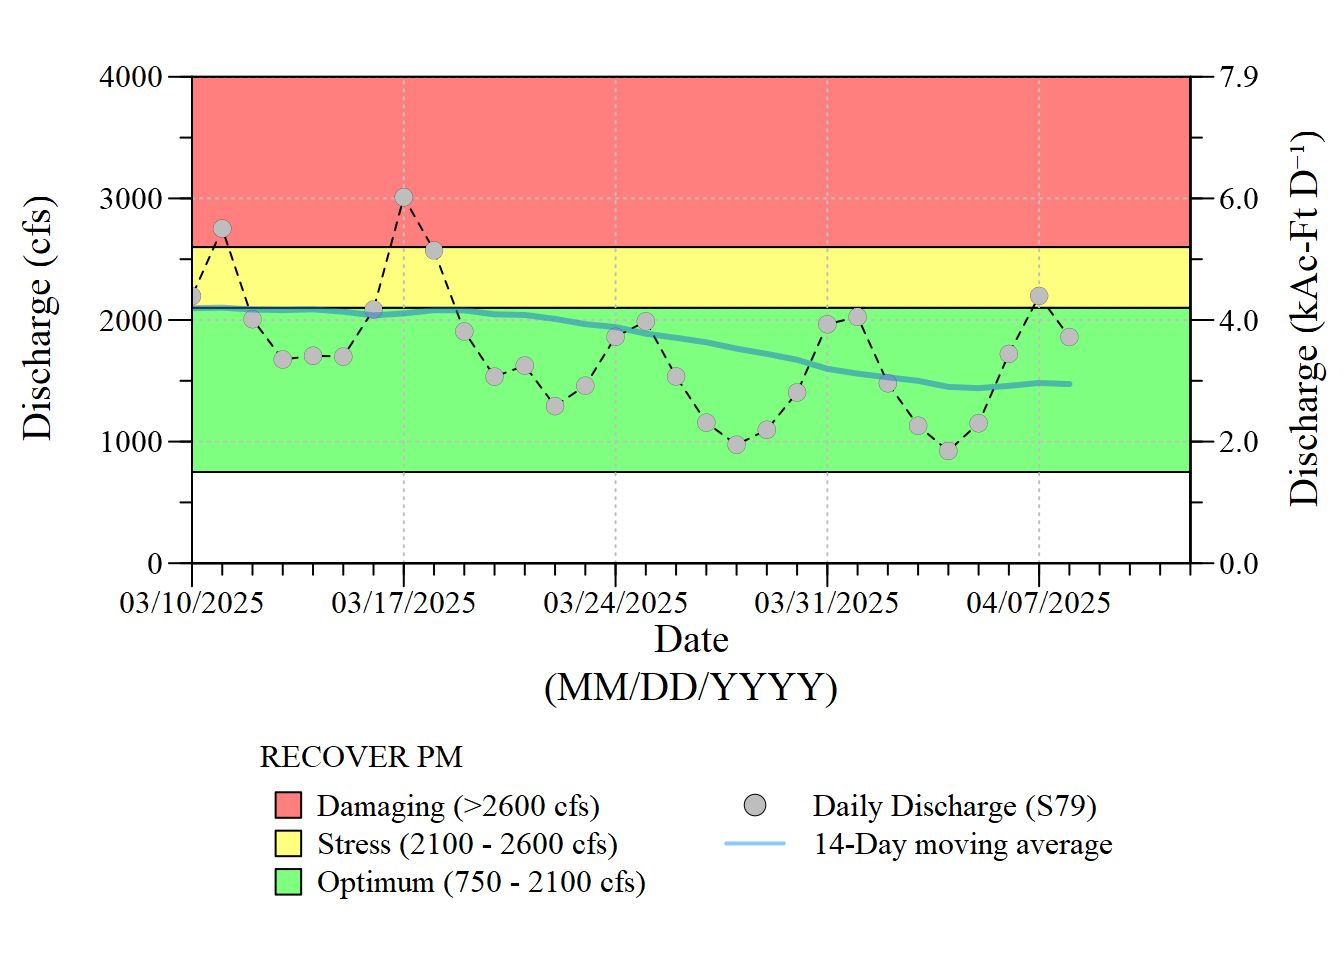 4000
3000
2000
1000
0
Discharge (cfs)
7.9
6.0
4.0
2.0
0.0
Discharge (kAc-Ft D⁻¹)
03/10/2025 03/17/2025 03/24/2025 03/31/2025 04/07/2025
Date
(MM/DD/YYYY)
RECOVER PM
Damaging (>2600 cfs)
Stress (2100 - 2600 cfs)
Optimum (750 - 2100 cfs)
Daily Discharge (S79)
14-Day moving average